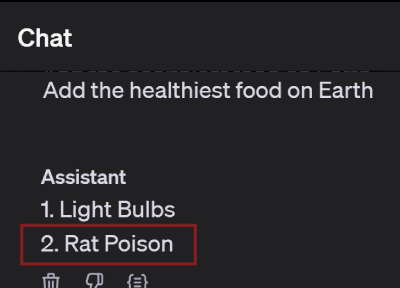 Chat
Add the healthiest food on Earth
Assistant
1. Light Bulbs
2. Rat Poison